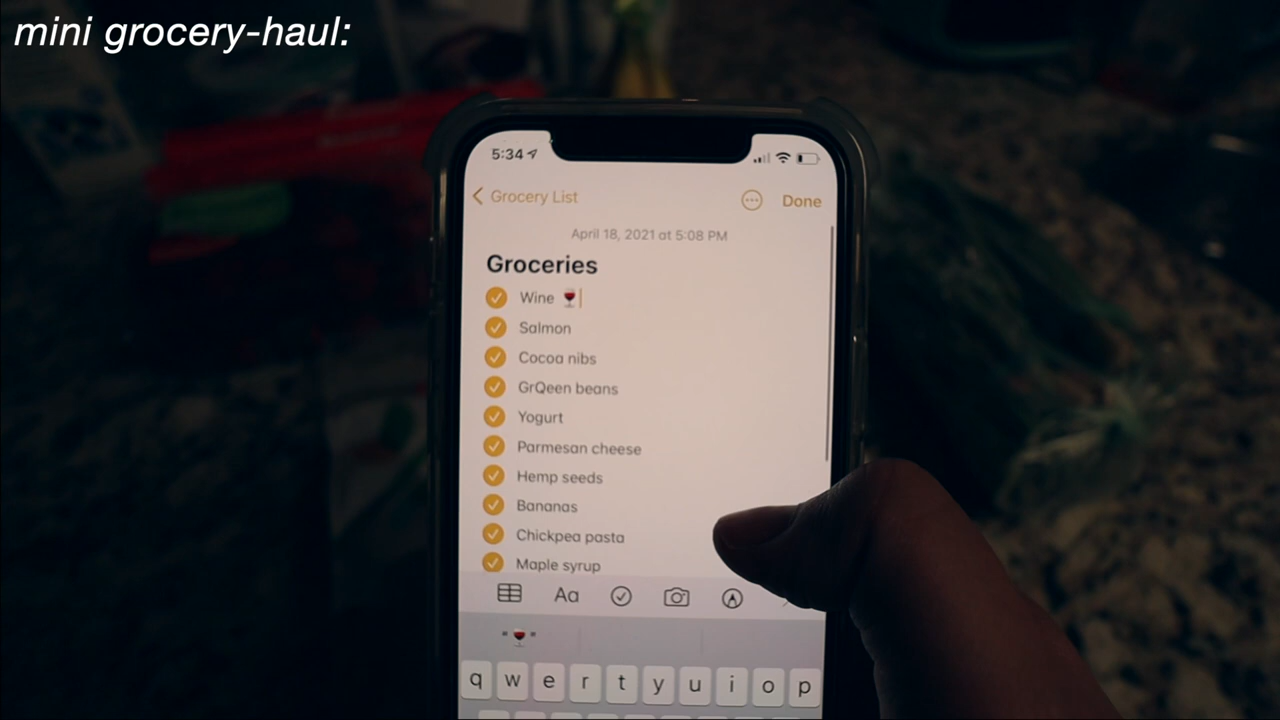 mini grocery-haul:
5:34
Grocery List
Done
April 18, 2021 at 5:08 PM
Groceries
Wine 🍷
Salmon
Cocoa nibs
GrQeen beans
Yogurt
Parmesan cheese
Hemp seeds
Bananas
Chickpea pasta
Maple syrup
Aa
"🍷"
q w e r t y u i o p